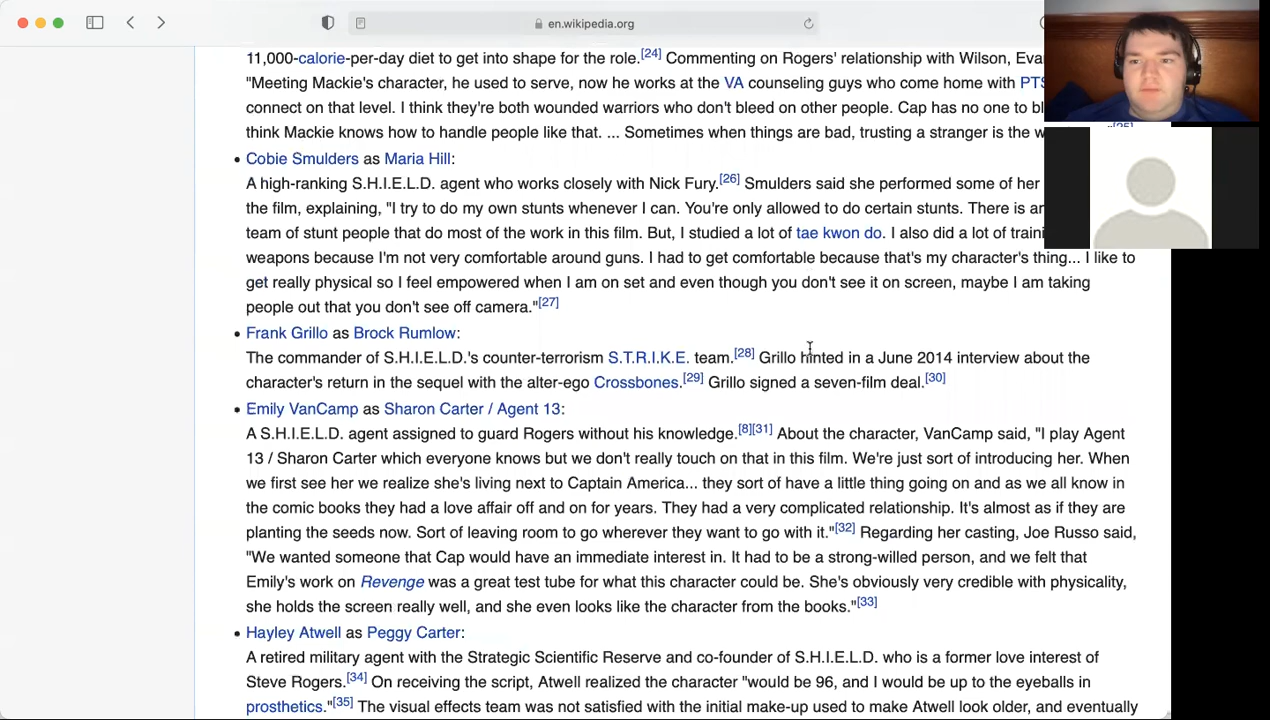 en.wikipedia.org
11,000-calorie-per-day diet to get into shape for the role.[24] Commenting on Rogers' relationship with Wilson, Eva
"Meeting Mackie's character, he used to serve, now he works at the VA counseling guys who come home with PTS
connect on that level. I think they're both wounded warriors who don't bleed on other people. Cap has no one to bl
think Mackie knows how to handle people like that. ... Sometimes when things are bad, trusting a stranger is the w
• Cobie Smulders as Maria Hill:
A high-ranking S.H.I.E.L.D. agent who works closely with Nick Fury.[26] Smulders said she performed some of her
the film, explaining, "I try to do my own stunts whenever I can. You're only allowed to do certain stunts. There is an
team of stunt people that do most of the work in this film. But, I studied a lot of tae kwon do. I also did a lot of traini
weapons because I'm not very comfortable around guns. I had to get comfortable because that's my character's thing... I like to
get really physical so I feel empowered when I am on set and even though you don't see it on screen, maybe I am taking
people out that you don't see off camera."[27]
• Frank Grillo as Brock Rumlow:
The commander of S.H.I.E.L.D.'s counter-terrorism S.T.R.I.K.E. team.[28] Grillo hinted in a June 2014 interview about the
character's return in the sequel with the alter-ego Crossbones.[29] Grillo signed a seven-film deal.[30]
• Emily VanCamp as Sharon Carter / Agent 13:
A S.H.I.E.L.D. agent assigned to guard Rogers without his knowledge.[8][31] About the character, VanCamp said, "I play Agent
13 / Sharon Carter which everyone knows but we don't really touch on that in this film. We're just sort of introducing her. When
we first see her we realize she's living next to Captain America... they sort of have a little thing going on and as we all know in
the comic books they had a love affair off and on for years. They had a very complicated relationship. It's almost as if they are
planting the seeds now. Sort of leaving room to go wherever they want to go with it."[32] Regarding her casting, Joe Russo said,
"We wanted someone that Cap would have an immediate interest in. It had to be a strong-willed person, and we felt that
Emily's work on Revenge was a great test tube for what this character could be. She's obviously very credible with physicality,
she holds the screen really well, and she even looks like the character from the books."[33]
• Hayley Atwell as Peggy Carter:
A retired military agent with the Strategic Scientific Reserve and co-founder of S.H.I.E.L.D. who is a former love interest of
Steve Rogers.[34] On receiving the script, Atwell realized the character "would be 96, and I would be up to the eyeballs in
prosthetics."[35] The visual effects team was not satisfied with the initial make-up used to make Atwell look older, and eventually